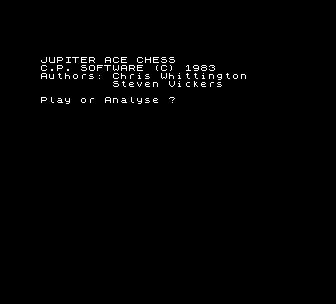 JUPITER ACE CHESS
C.P. SOFTWARE (C) 1983
Authors: Chris Whittington
Steven Vickers
Play or Analyse ?